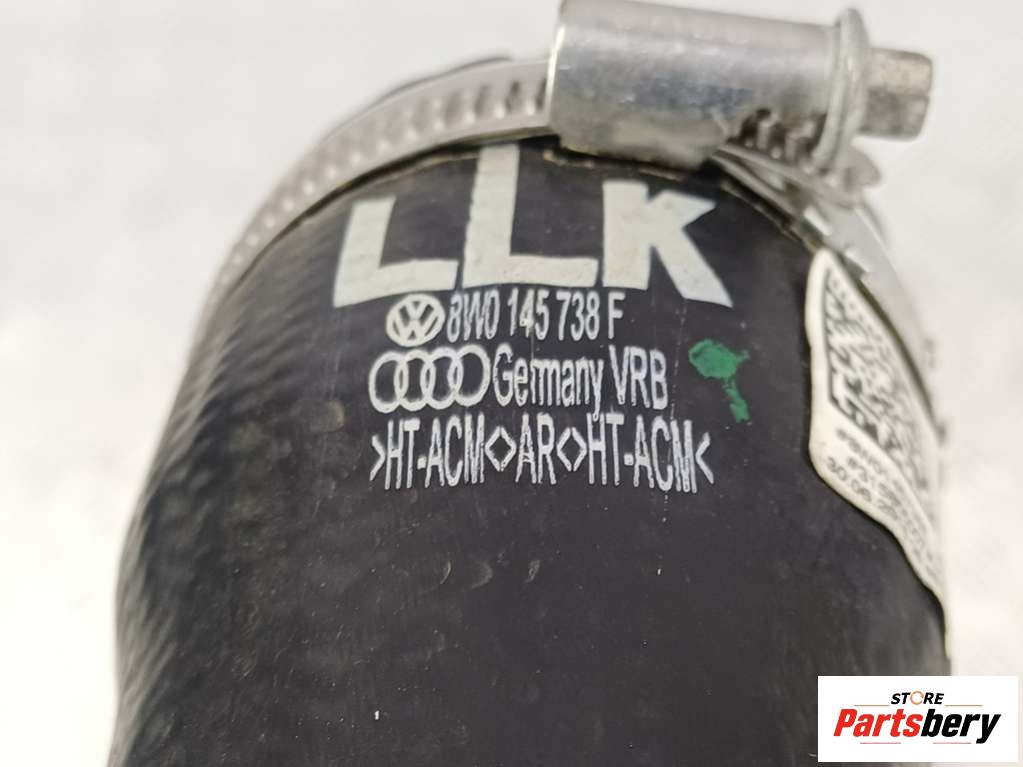 LLK
8W0 145 738 F
Germany VRB
>HT-ACM<>AR<>HT-ACM<
STORE
Partsbery